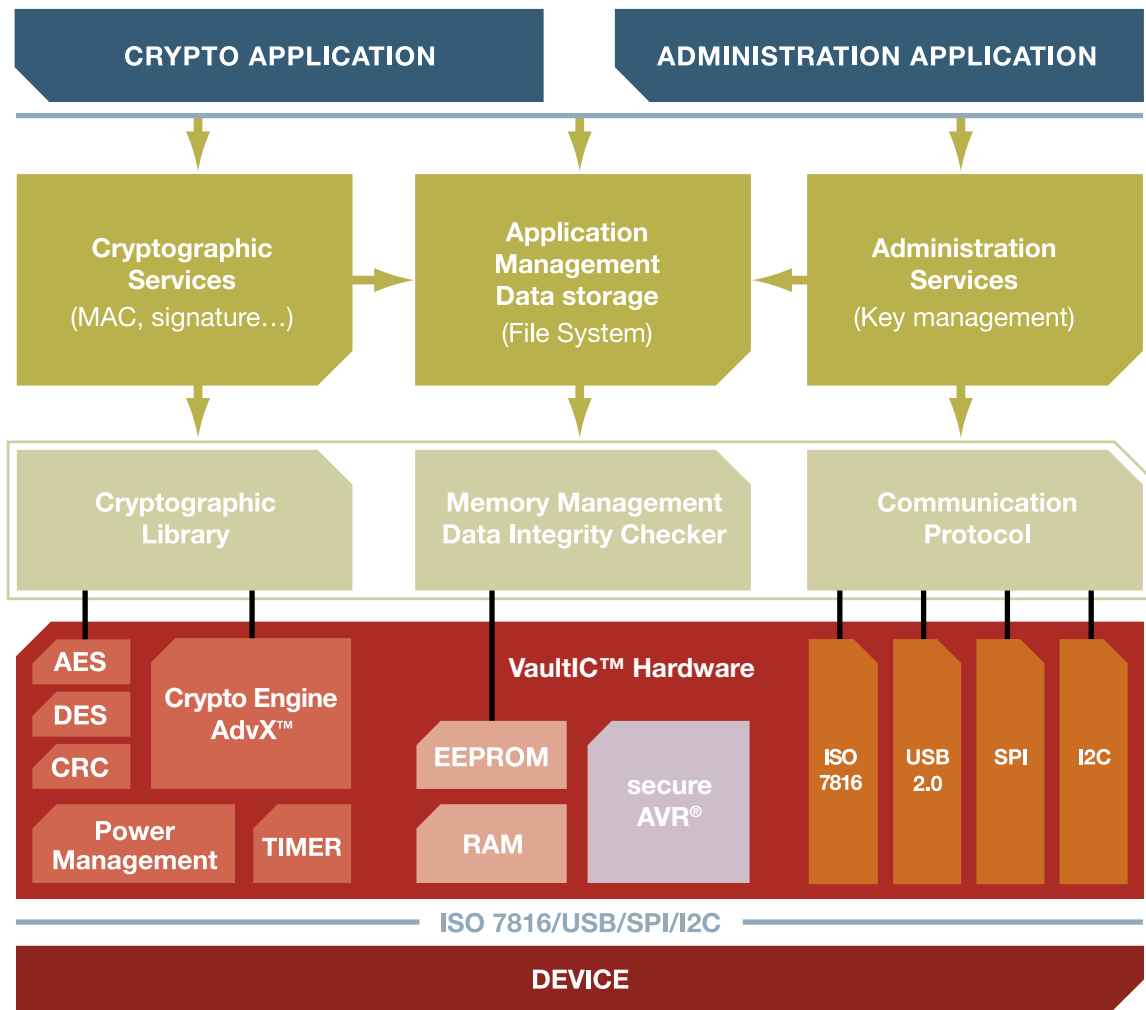 CRYPTO APPLICATION
ADMINISTRATION APPLICATION
Cryptographic
Services
(MAC, signature...)
Application
Management
Data storage
(File System)
Administration
Services
(Key management)
Cryptographic
Library
Memory Management
Data Integrity Checker
Communication
Protocol
VaultIC™ Hardware
AES
DES
CRC
Crypto Engine
AdvX™
Power
Management
TIMER
EEPROM
RAM
secure
AVR®
ISO
7816
USB
2.0
SPI
I2C
ISO 7816/USB/SPI/I2C
DEVICE